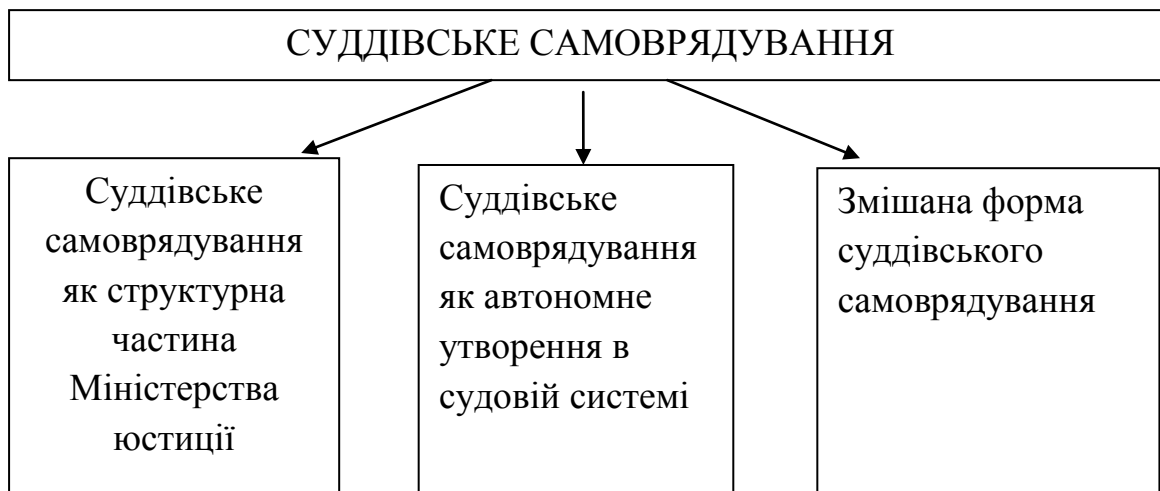 СУДДІВСЬКЕ САМОВРЯДУВАННЯ
Суддівське
самоврядування
як структурна
частина
Міністерства
юстиції
Суддівське
самоврядування
як автономне
утворення в
судовій системі
Змішана форма
суддівського
самоврядування